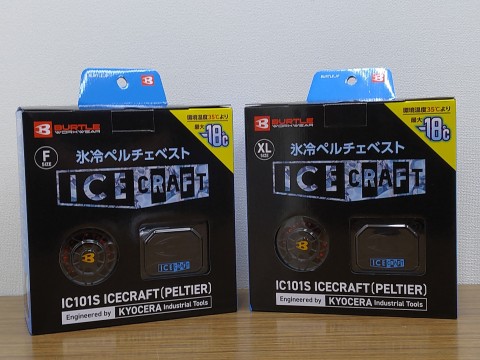 BURTLE
WORKWEAR
環境温度35℃より
最大
-18℃
F
SIZE
氷冷ペルチェベスト
ICE CRAFT
B
ICECRAFT
IC101S ICECRAFT(PELTIER)
Engineered by KYOCERA Industrial Tools
BURTLE
WORKWEAR
環境温度35℃より
最大
-18℃
XL
SIZE
氷冷ペルチェベスト
ICE CRAFT
B
IC101S ICECRAFT(PELTIER)
Engineered by KYOCERA Industrial Tools